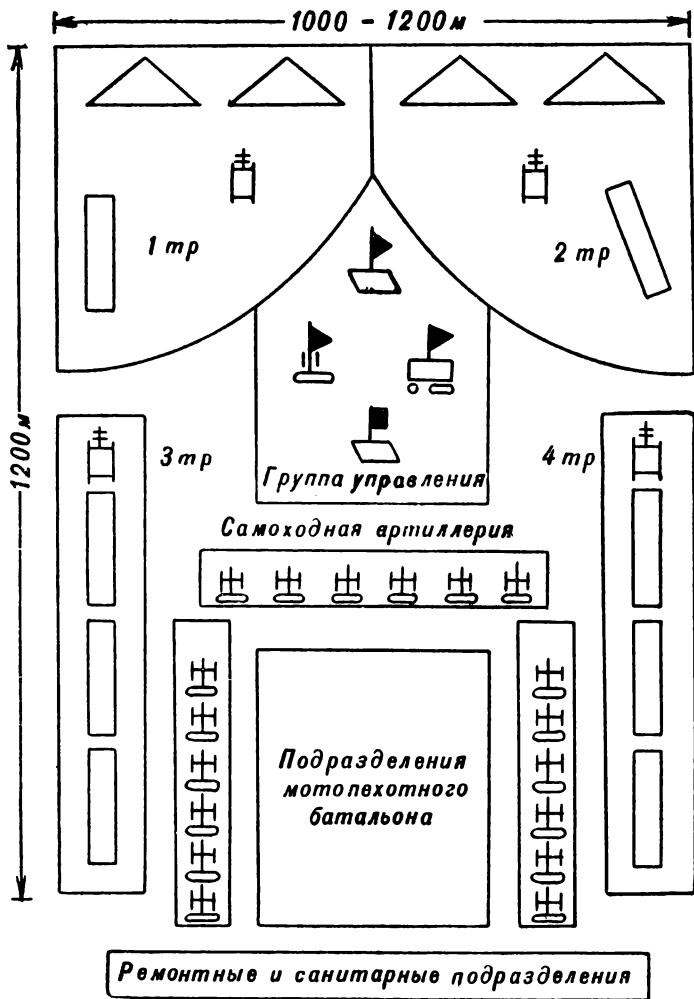 1000 - 1200м
1 тр
2 тр
1200м
3 тр
4 тр
Группа управления
Самоходная артиллерия
Подразделения
мотопехотного
батальона
Ремонтные и санитарные подразделения